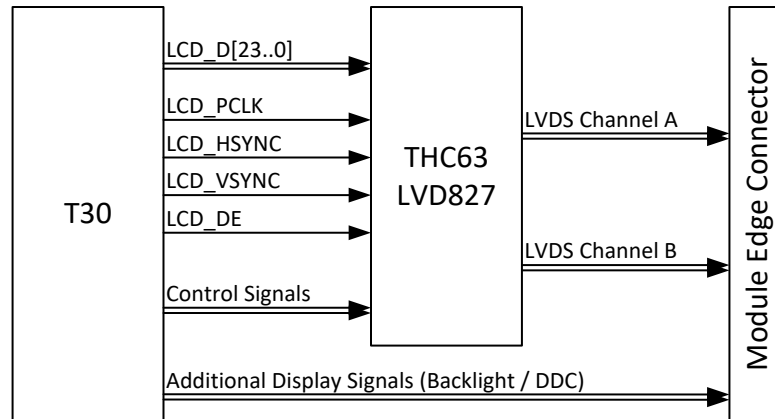 T30
LCD_D[23..0]
LCD_PCLK
LCD_HSYNC
LCD_VSYNC
LCD_DE
Control Signals
Additional Display Signals (Backlight / DDC)
THC63
LVD827
LVDS Channel A
LVDS Channel B
Module Edge Connector